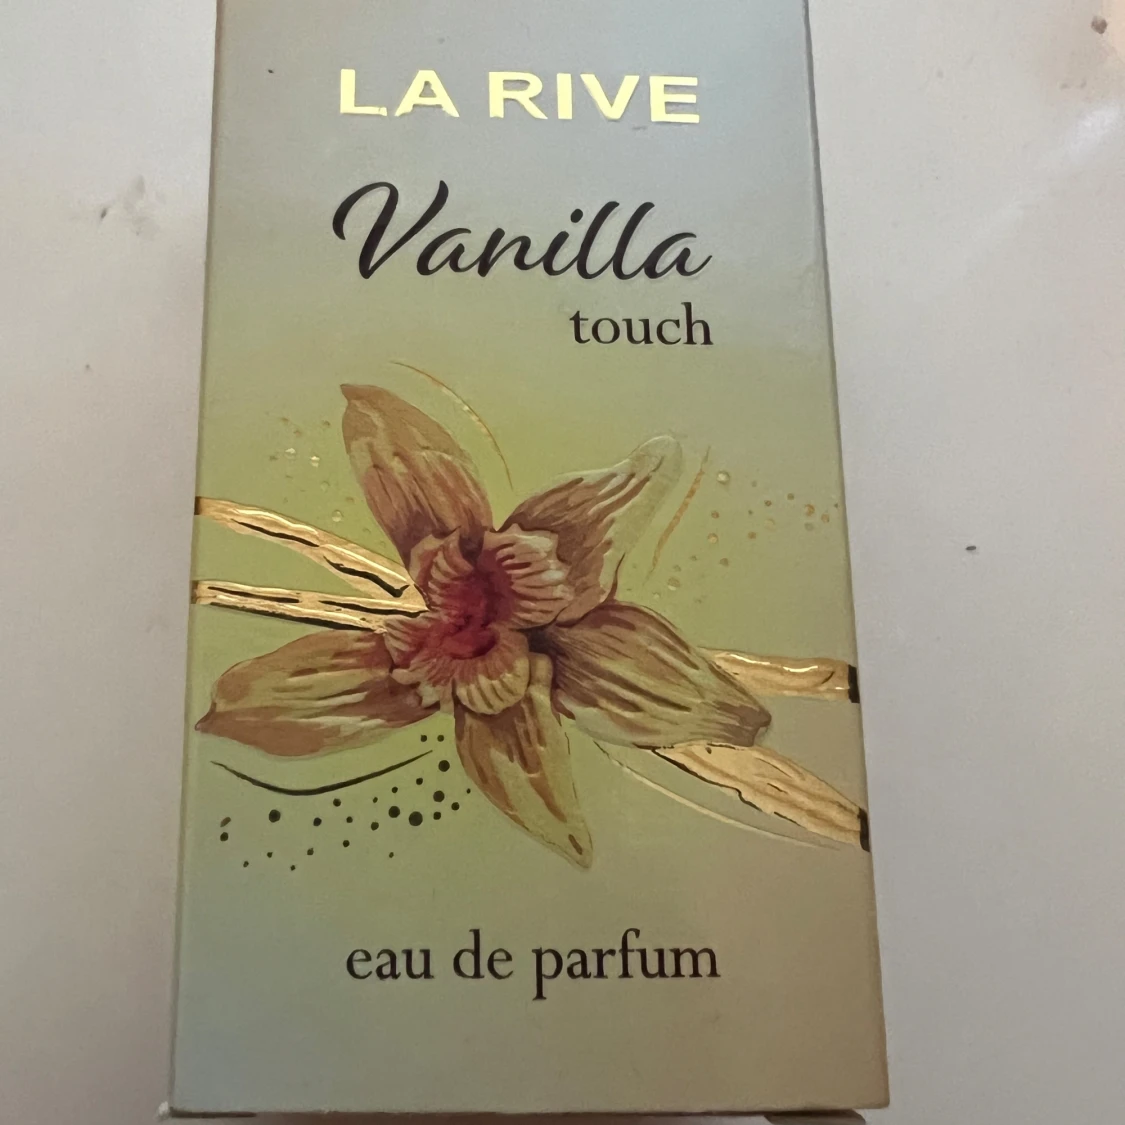 LA RIVE
Vanilla
touch
eau de parfum